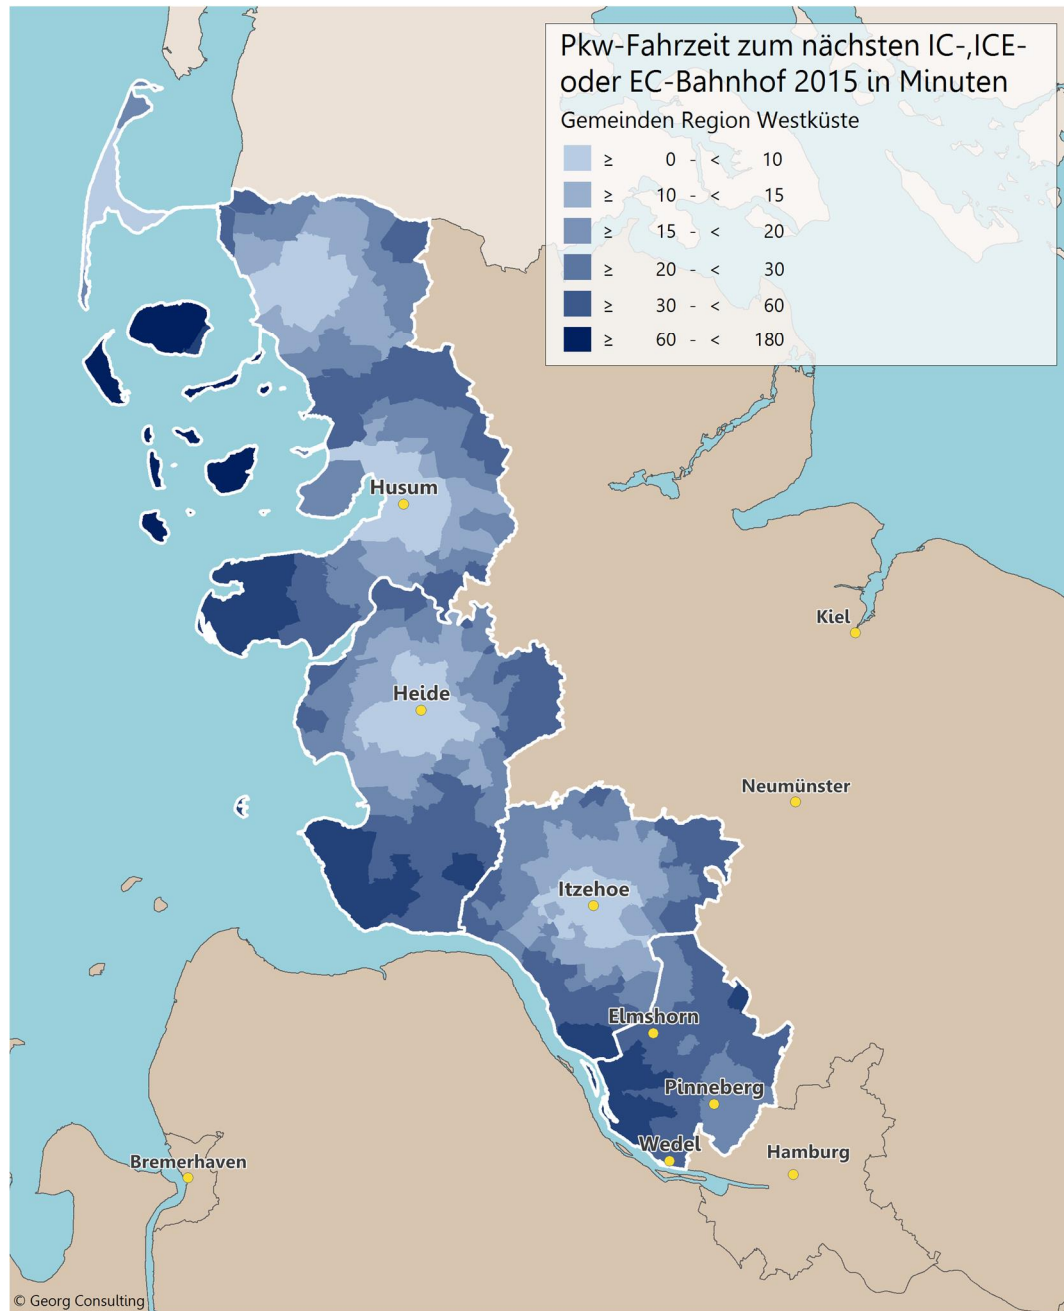 Pkw-Fahrzeit zum nächsten IC-,ICE-
oder EC-Bahnhof 2015 in Minuten
Gemeinden Region Westküste
≥ 0 - < 10
≥ 10 - < 15
≥ 15 - < 20
≥ 20 - < 30
≥ 30 - < 60
≥ 60 - < 180
Husum
Kiel
Heide
Neumünster
Itzehoe
Elmshorn
Pinneberg
Wedel
Hamburg
Bremerhaven
© Georg Consulting